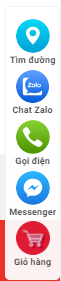 Tìm đường
Zalo
Chat Zalo
Gọi điện
Messenger
Giỏ hàng